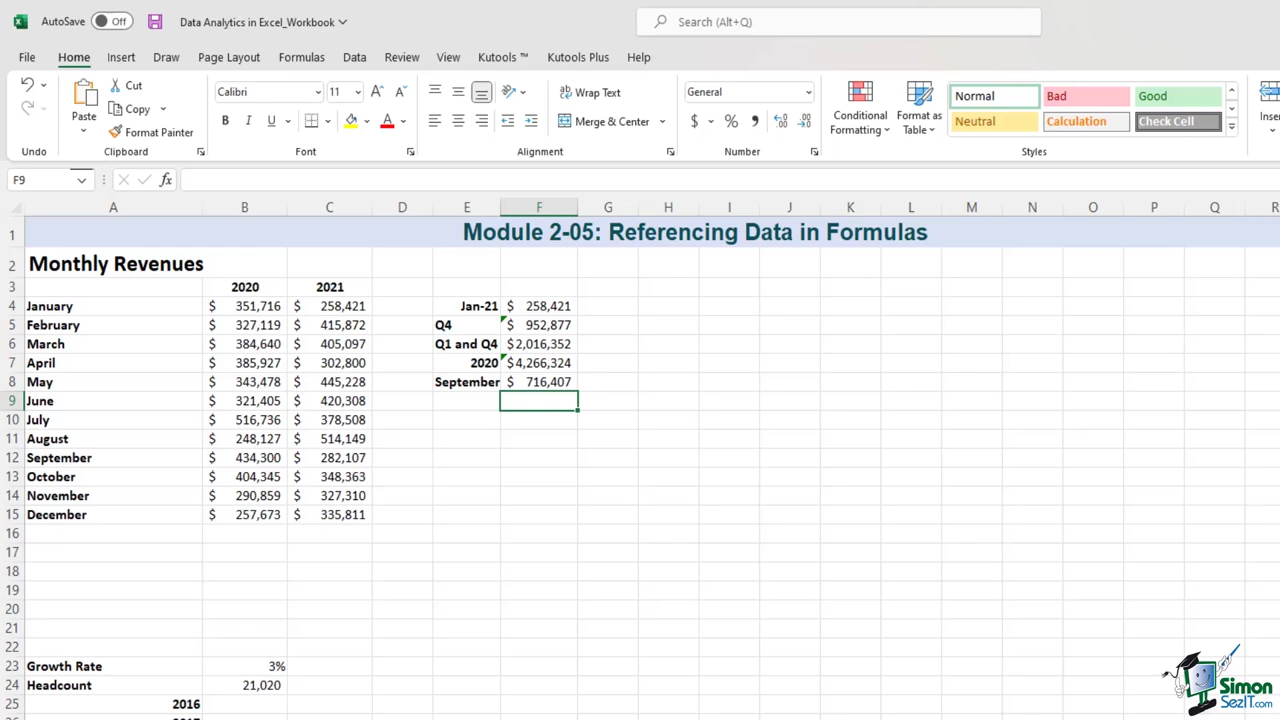 AutoSave Off Data Analytics in Excel_Workbook Search (Alt+Q)
File Home Insert Draw Page Layout Formulas Data Review View Kutools ™ Kutools Plus Help
Cut Calibri 11 Wrap Text General Normal Bad Good
Copy
Paste Conditional Format as
Format Painter B I U A Merge & Center $ % Formatting Table Neutral Calculation Check Cell
Undo Clipboard Font Alignment Number Styles
F9 fx
A B C D E F G H I J K L M N O P Q R
1 Module 2-05: Referencing Data in Formulas
2 Monthly Revenues
3 2020 2021
4 January $ 351,716 $ 258,421 Jan-21 $ 258,421
5 February $ 327,119 $ 415,872 Q4 $ 952,877
6 March $ 384,640 $ 405,097 Q1 and Q4 $2,016,352
7 April $ 385,927 $ 302,800 2020 $4,266,324
8 May $ 343,478 $ 445,228 September $ 716,407
9 June $ 321,405 $ 420,308
10 July $ 516,736 $ 378,508
11 August $ 248,127 $ 514,149
12 September $ 434,300 $ 282,107
13 October $ 404,345 $ 348,363
14 November $ 290,859 $ 327,310
15 December $ 257,673 $ 335,811
16
17
18
19
20
21
22
23 Growth Rate 3%
24 Headcount 21,020
25 2016
Simon
SezIT.com